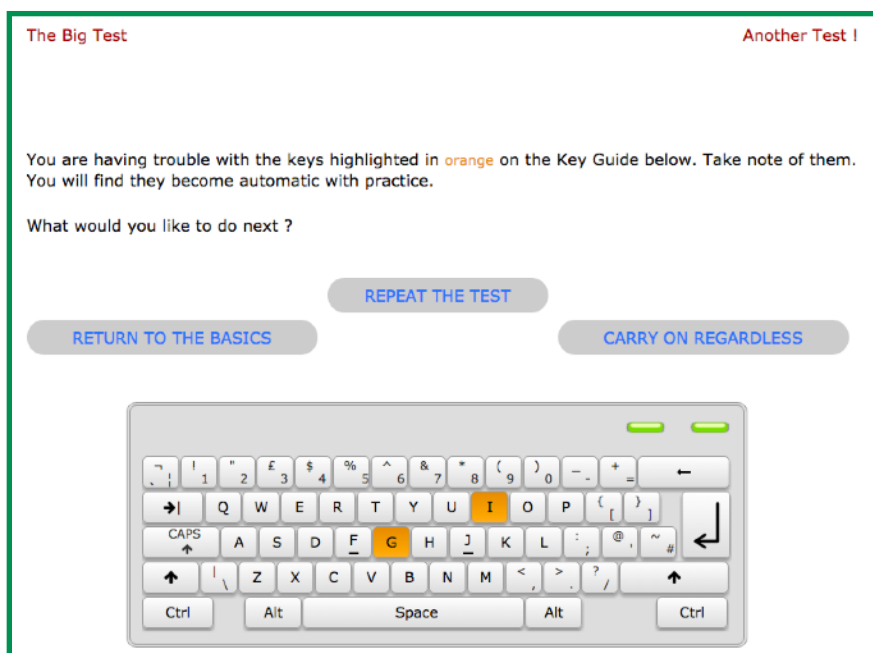 The Big Test
Another Test !
You are having trouble with the keys highlighted in orange on the Key Guide below. Take note of them.
You will find they become automatic with practice.
What would you like to do next ?
REPEAT THE TEST
RETURN TO THE BASICS
CARRY ON REGARDLESS
¬ ` ¦ ! 1 " 2 £ 3 $ 4 % 5 ^ 6 & 7 * 8 ( 9 ) 0 _ - + = ←
Q W E R T Y U I O P { [ } ]
CAPS A S D F G H J K L : ; @ ' ~ #
| \ Z X C V B N M < , > . ? /
Ctrl Alt Space Alt Ctrl